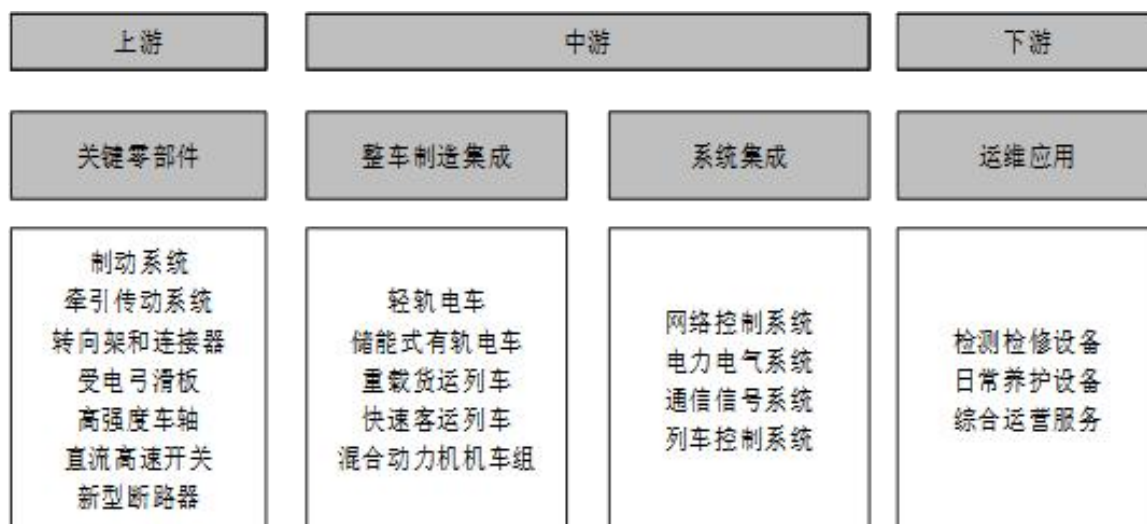 上游
中游
下游
关键零部件
整车制造集成
系统集成
运维应用
制动系统
牵引传动系统
转向架和连接器
受电弓滑板
高强度车轴
直流高速开关
新型断路器
轻轨电车
储能式有轨电车
重载货运列车
快速客运列车
混合动力机机车组
网络控制系统
电力电气系统
通信信号系统
列车控制系统
检测检修设备
日常养护设备
综合运营服务